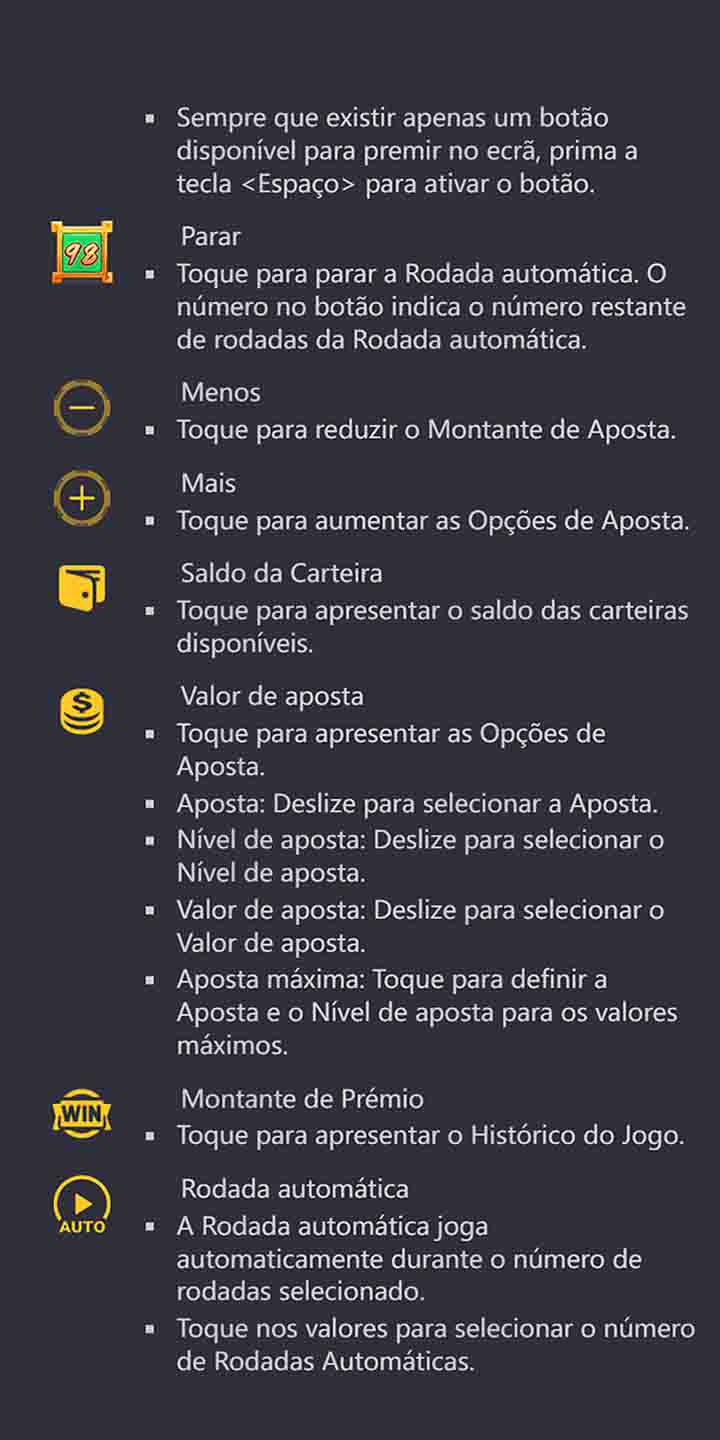 Sempre que existir apenas um botão
disponível para premir no ecrã, prima a
tecla <Espaço> para ativar o botão.
98
Parar
Toque para parar a Rodada automática. O
número no botão indica o número restante
de rodadas da Rodada automática.
Menos
Toque para reduzir o Montante de Aposta.
Mais
Toque para aumentar as Opções de Aposta.
Saldo da Carteira
Toque para apresentar o saldo das carteiras
disponíveis.
$
Valor de aposta
Toque para apresentar as Opções de
Aposta.
Aposta: Deslize para selecionar a Aposta.
Nível de aposta: Deslize para selecionar o
Nível de aposta.
Valor de aposta: Deslize para selecionar o
Valor de aposta.
Aposta máxima: Toque para definir a
Aposta e o Nível de aposta para os valores
máximos.
WIN
Montante de Prémio
Toque para apresentar o Histórico do Jogo.
AUTO
Rodada automática
A Rodada automática joga
automaticamente durante o número de
rodadas selecionado.
Toque nos valores para selecionar o número
de Rodadas Automáticas.